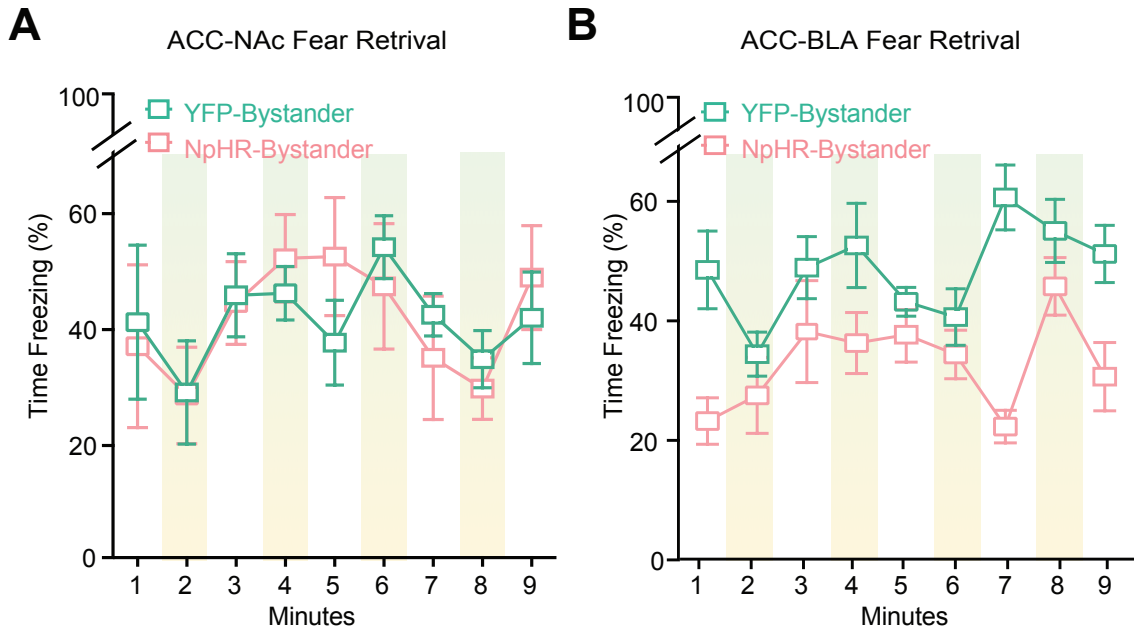 A
ACC-NAc Fear Retrival
100
60
40
20
0
Time Freezing (%)
YFP-Bystander
NpHR-Bystander
1 2 3 4 5 6 7 8 9
Minutes
B
ACC-BLA Fear Retrival
100
60
40
20
0
Time Freezing (%)
YFP-Bystander
NpHR-Bystander
1 2 3 4 5 6 7 8 9
Minutes